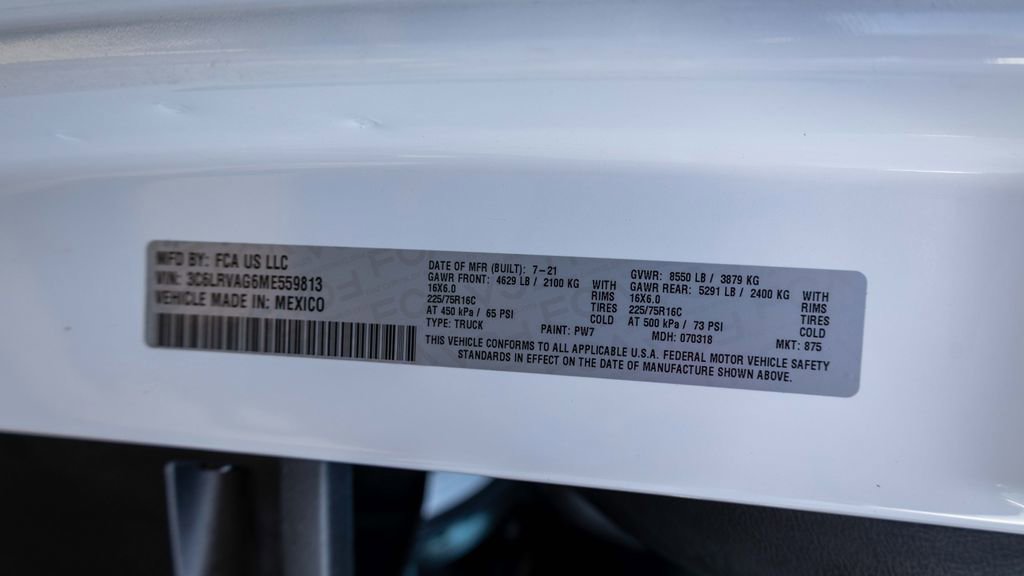 MFD BY: FCA US LLC
VIN: 3C6LRVAG6ME559813
VEHICLE MADE IN: MEXICO
DATE OF MFR (BUILT): 7-21
GAWR FRONT: 4629 LB / 2100 KG WITH
16X6.0 RIMS
225/75R16C TIRES
AT 450 kPa / 65 PSI COLD
TYPE: TRUCK PAINT: PW7
GVWR: 8550 LB / 3879 KG
GAWR REAR: 5291 LB / 2400 KG WITH
16X6.0 RIMS
225/75R16C TIRES
AT 500 kPa / 73 PSI COLD
MDH: 070318 MKT: 875
THIS VEHICLE CONFORMS TO ALL APPLICABLE U.S.A. FEDERAL MOTOR VEHICLE SAFETY
STANDARDS IN EFFECT ON THE DATE OF MANUFACTURE SHOWN ABOVE.